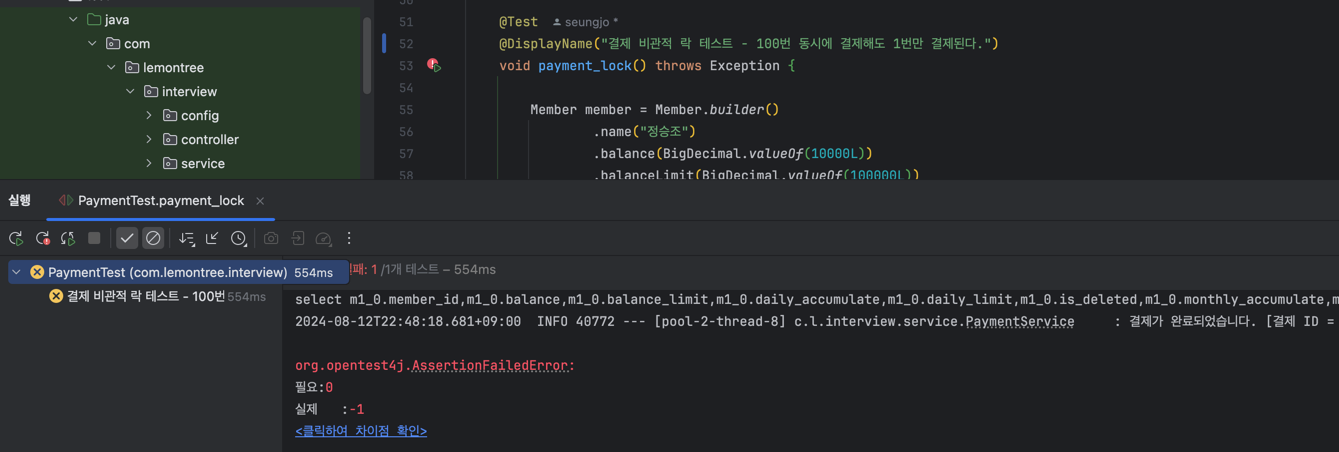 java
com
lemontree
interview
config
controller
service
51 @Test seungjo *
52 @DisplayName("결제 비관적 락 테스트 - 100번 동시에 결제해도 1번만 결제된다.")
53 void payment_lock() throws Exception {
54
55 Member member = Member.builder()
56 .name("정승조")
57 .balance(BigDecimal.valueOf(10000L))
58 .balanceLimit(BigDecimal.valueOf(100000L))
실행 PaymentTest.payment_lock
PaymentTest (com.lemontree.interview) 554ms
결제 비관적 락 테스트 - 100번 554ms
패: 1 /1개 테스트 – 554ms
select m1_0.member_id,m1_0.balance,m1_0.balance_limit,m1_0.daily_accumulate,m1_0.daily_limit,m1_0.is_deleted,m1_0.monthly_accumulate,
2024-08-12T22:48:18.681+09:00 INFO 40772 --- [pool-2-thread-8] c.l.interview.service.PaymentService : 결제가 완료되었습니다. [결제 ID =
org.opentest4j.AssertionFailedError:
필요:0
실제 :-1
<클릭하여 차이점 확인>